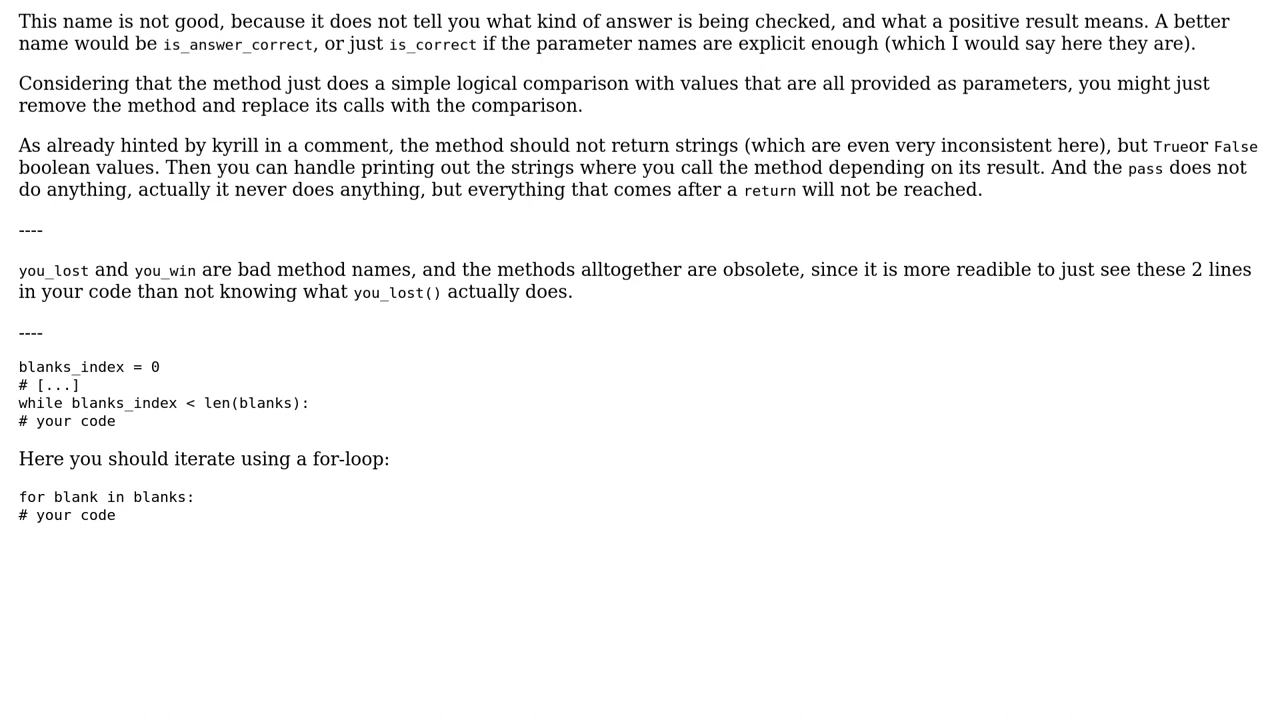 This name is not good, because it does not tell you what kind of answer is being checked, and what a positive result means. A better
name would be is_answer_correct, or just is_correct if the parameter names are explicit enough (which I would say here they are).
Considering that the method just does a simple logical comparison with values that are all provided as parameters, you might just
remove the method and replace its calls with the comparison.
As already hinted by kyrill in a comment, the method should not return strings (which are even very inconsistent here), but Trueor False
boolean values. Then you can handle printing out the strings where you call the method depending on its result. And the pass does not
do anything, actually it never does anything, but everything that comes after a return will not be reached.
----
you_lost and you_win are bad method names, and the methods alltogether are obsolete, since it is more readible to just see these 2 lines
in your code than not knowing what you_lost() actually does.
----
blanks_index = 0
# [...]
while blanks_index < len(blanks):
# your code
Here you should iterate using a for-loop:
for blank in blanks:
# your code